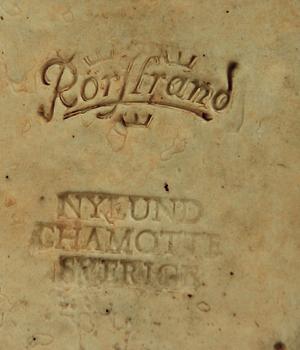 Rörstrand
NYLUND
CHAMOTTE
SVERIGE